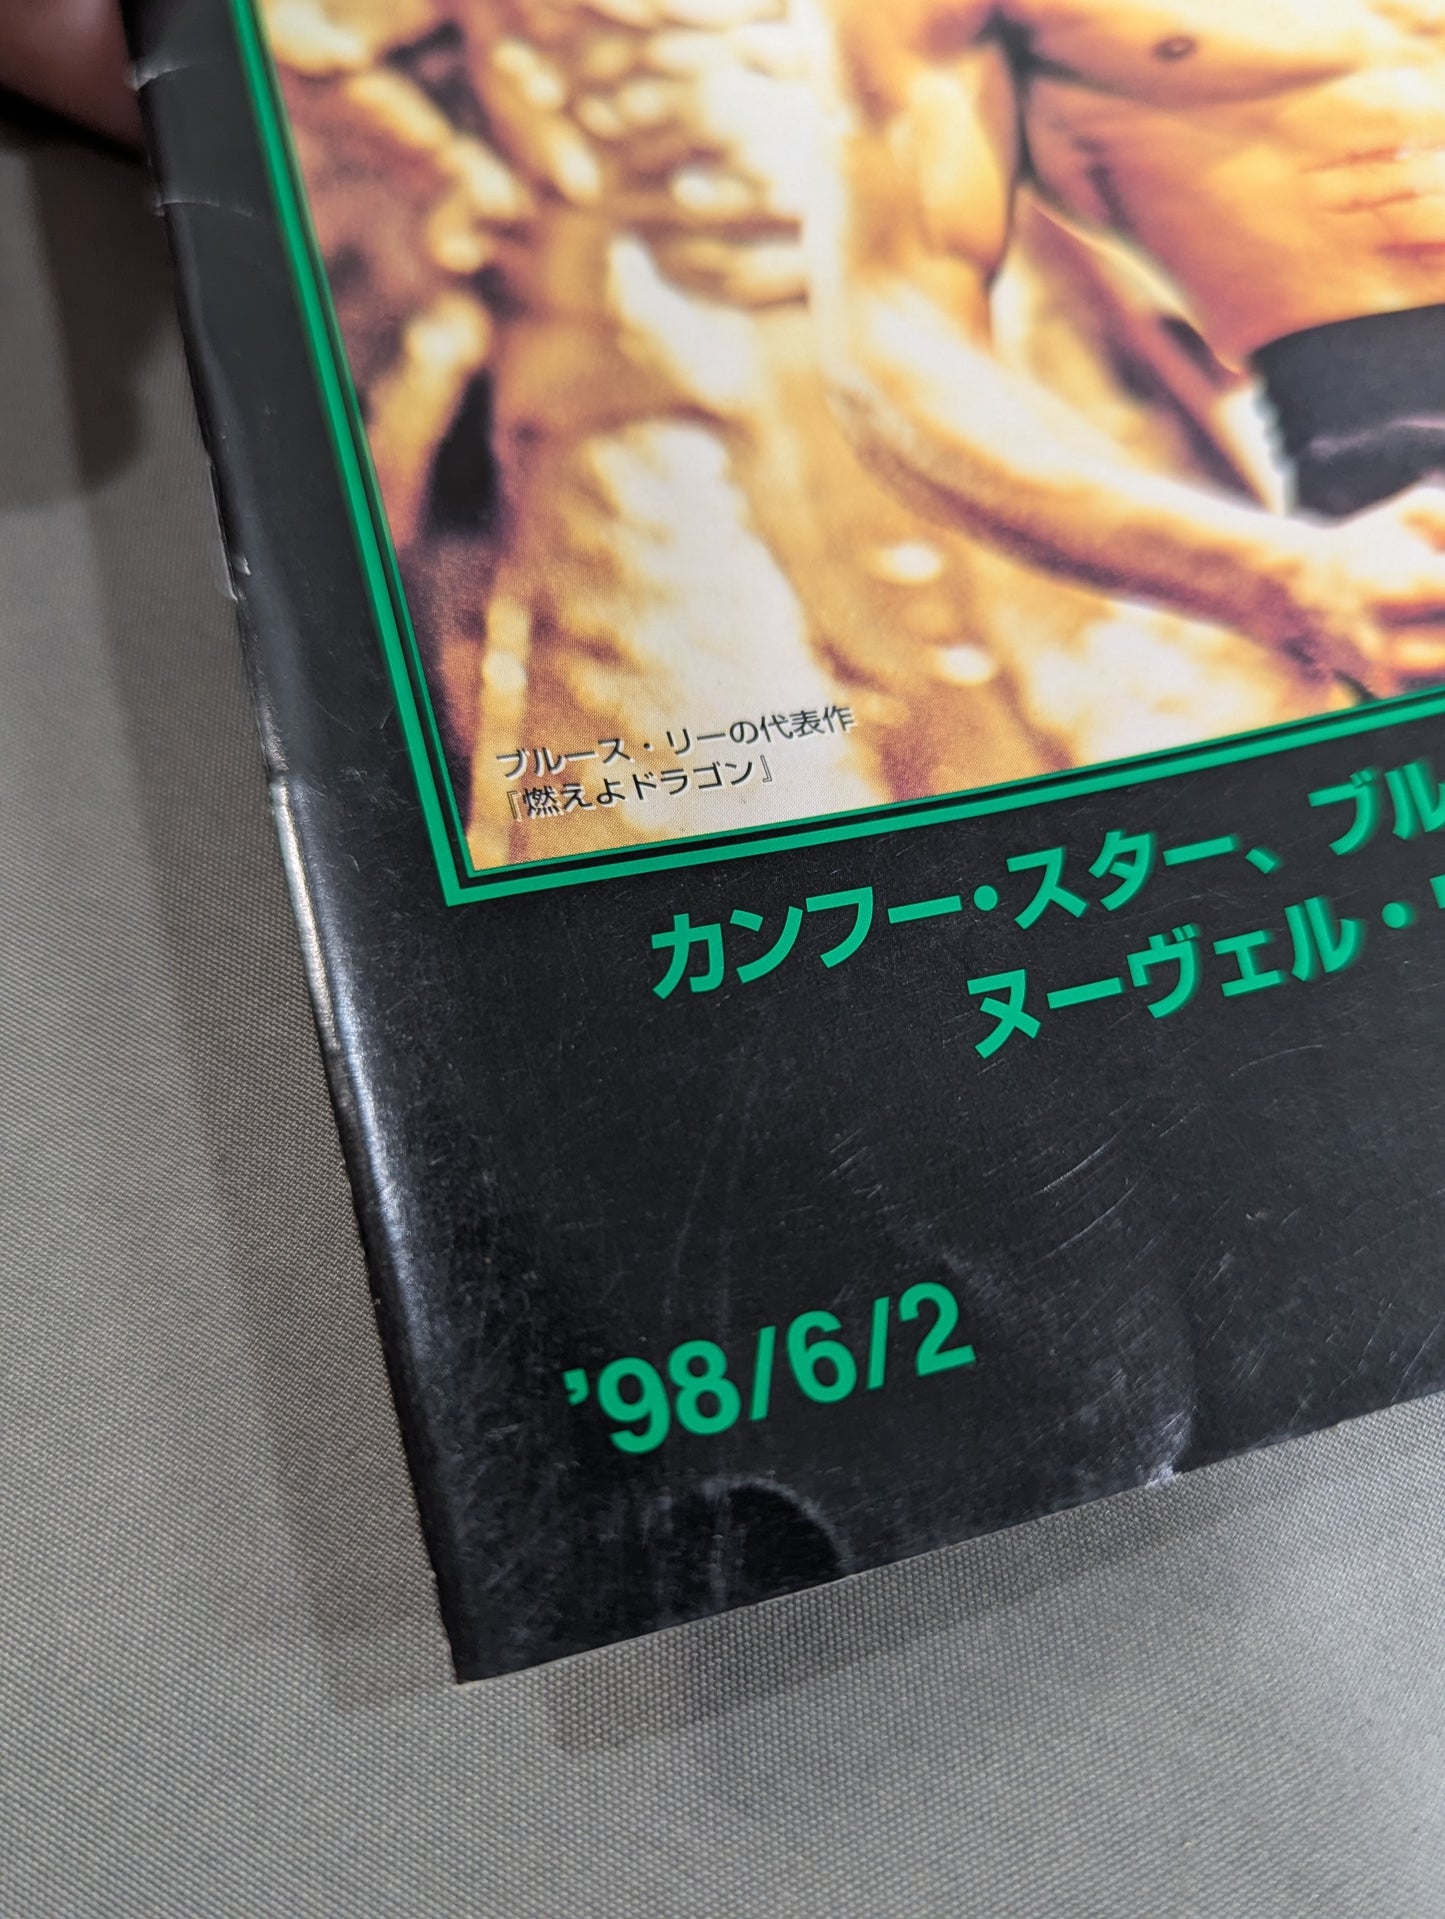 ブルース・リーの代表作
『燃えよドラゴン』
カンフー・スター、ブル
ヌーヴェル・
'98/6/2